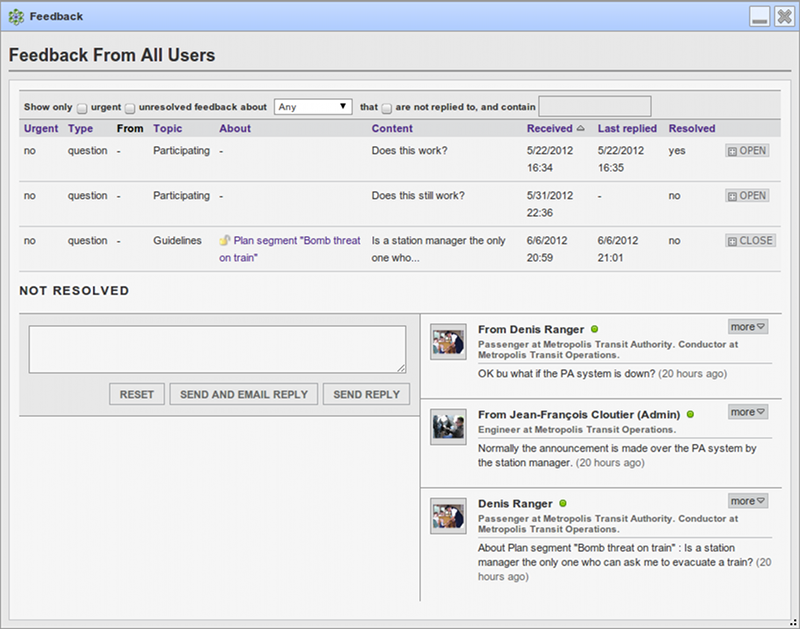 Feedback
Feedback From All Users
Show only urgent unresolved feedback about Any that are not replied to, and contain
Urgent Type From Topic About Content Received Last replied Resolved
no question - Participating - Does this work? 5/22/2012 5/22/2012 yes OPEN
16:34 16:35
no question - Participating - Does this still work? 5/31/2012 - no OPEN
22:36
no question - Guidelines Plan segment "Bomb threat Is a station manager the only 6/6/2012 6/6/2012 no CLOSE
on train" one who... 20:59 21:01
NOT RESOLVED
RESET SEND AND EMAIL REPLY SEND REPLY
From Denis Ranger more
Passenger at Metropolis Transit Authority. Conductor at
Metropolis Transit Operations.
OK bu what if the PA system is down? (20 hours ago)
From Jean-François Cloutier (Admin) more
Engineer at Metropolis Transit Operations.
Normally the announcement is made over the PA system by
the station manager. (20 hours ago)
Denis Ranger more
Passenger at Metropolis Transit Authority. Conductor at
Metropolis Transit Operations.
About Plan segment "Bomb threat on train" : Is a station
manager the only one who can ask me to evacuate a train? (20
hours ago)